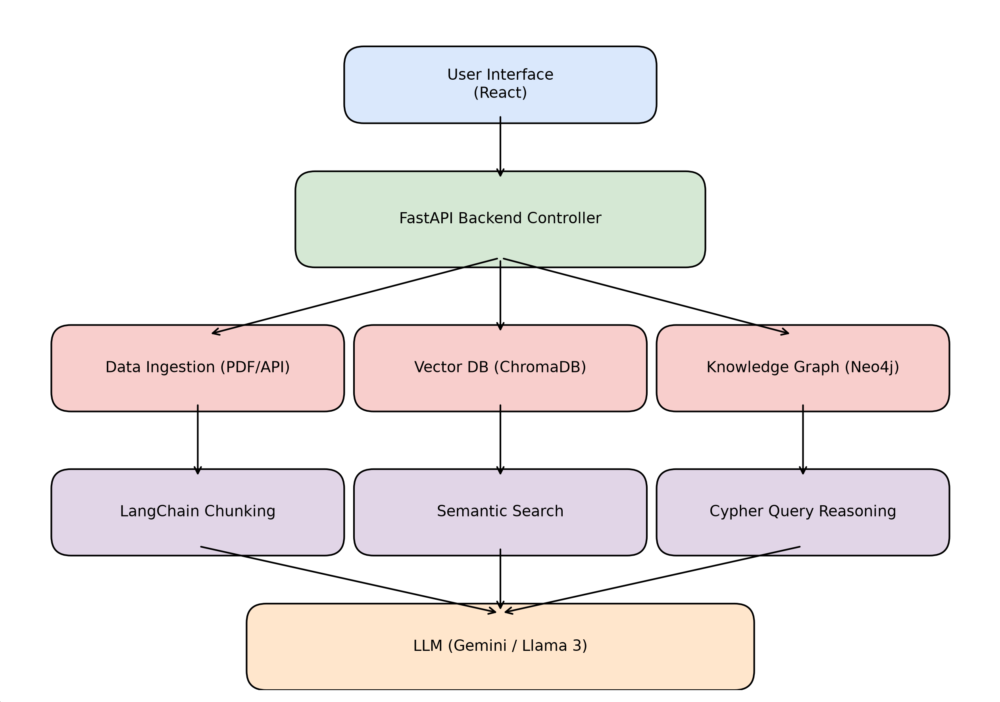 User Interface
(React)
FastAPI Backend Controller
Data Ingestion (PDF/API)
Vector DB (ChromaDB)
Knowledge Graph (Neo4j)
LangChain Chunking
Semantic Search
Cypher Query Reasoning
LLM (Gemini / Llama 3)